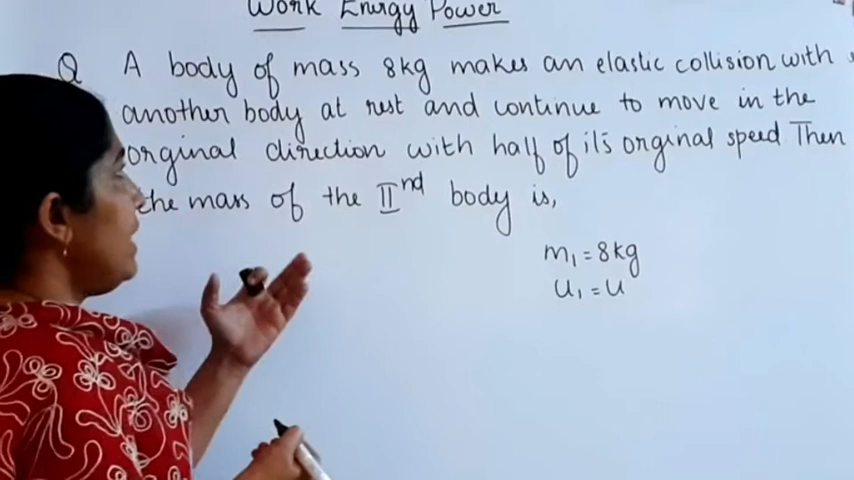 Work Energy Power
Q A body of mass 8kg makes an elastic collision with
another body at rest and continue to move in the
orginal direction with half of it's orginal speed Then
the mass of the IInd body is,
m1 = 8kg
u1 = u